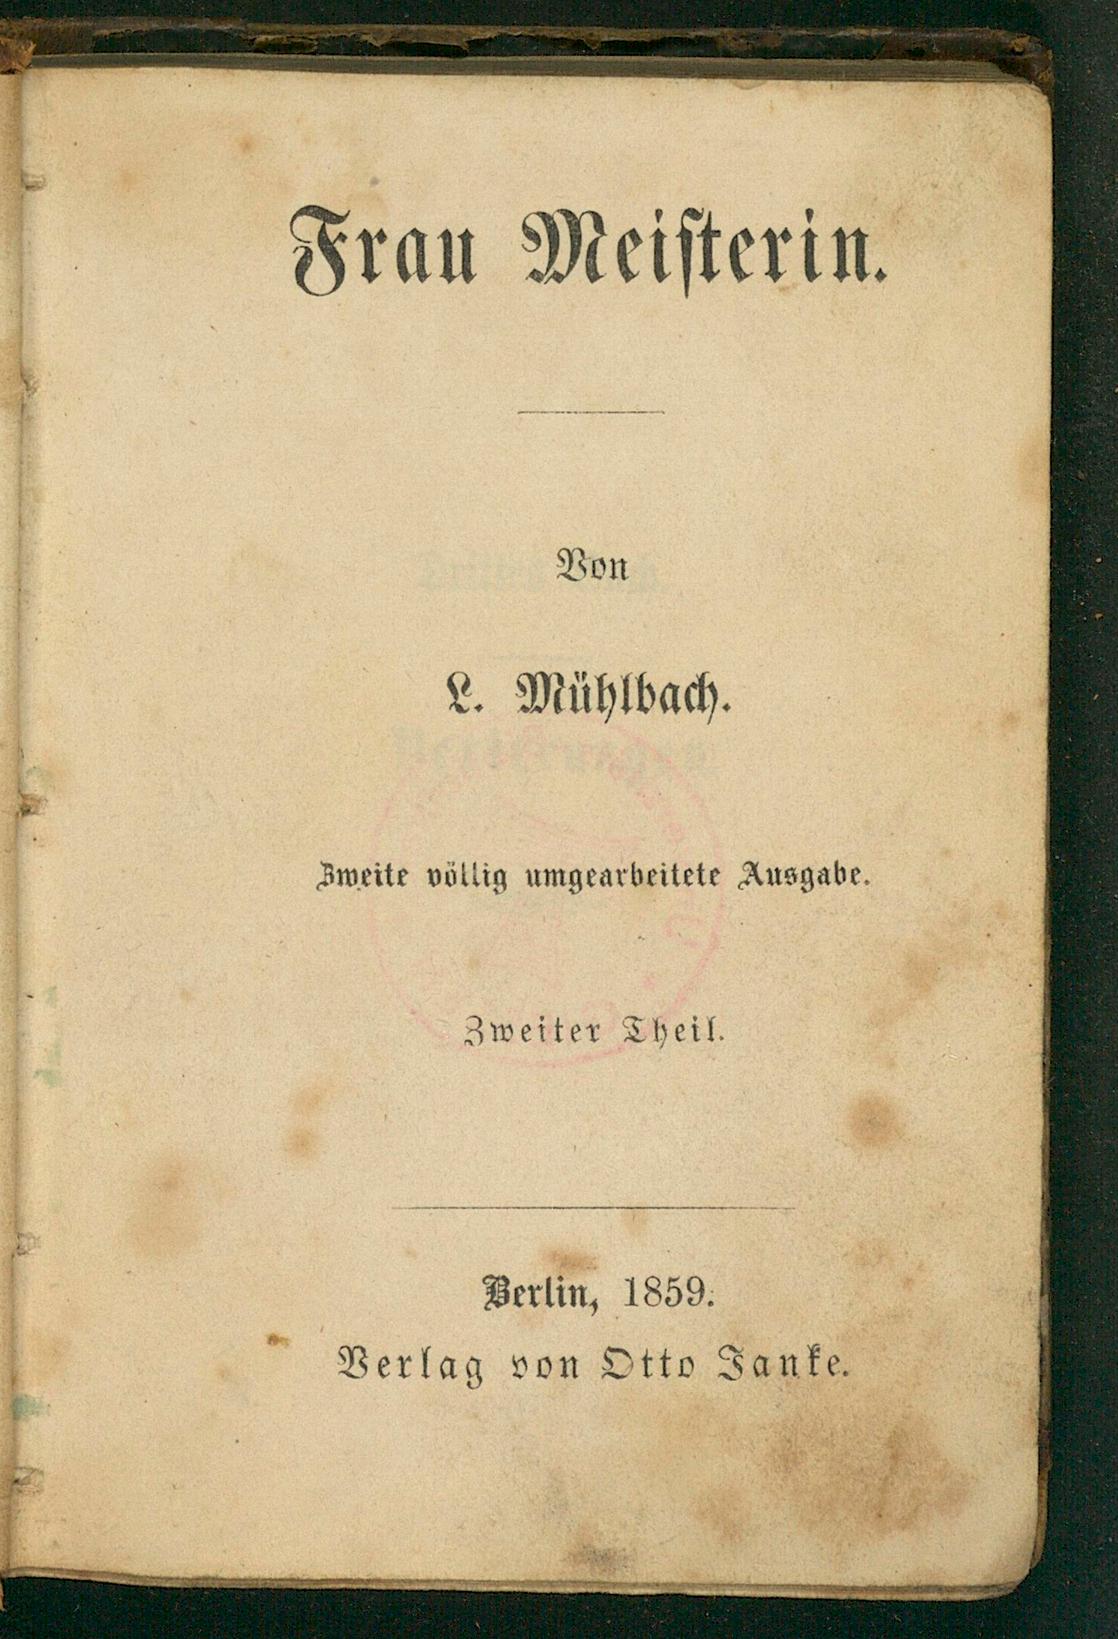 Frau Meiſterin.
Von
L. Mühlbach.
Zweite völlig umgearbeitete Ausgabe.
Zweiter Theil.
Berlin, 1859.
Verlag von Otto Janke.